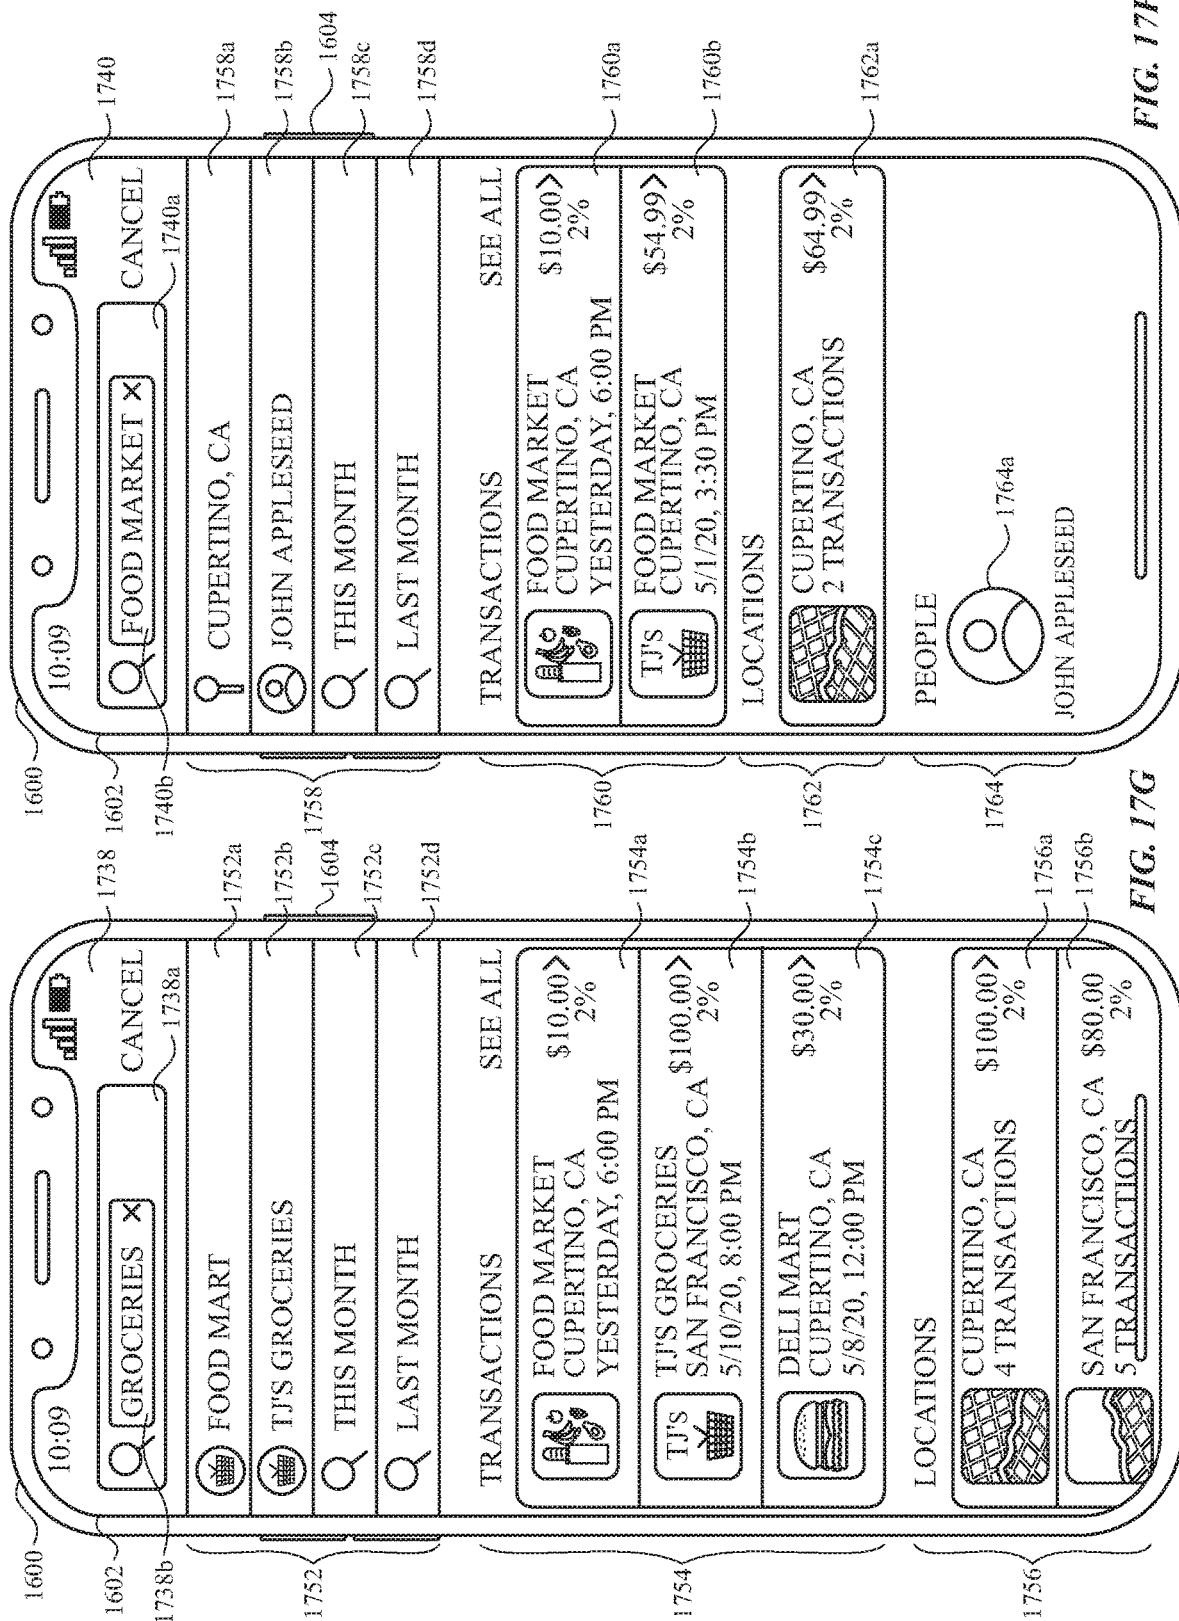 1600
1602
1738b
10:09
GROCERIES ×
CANCEL
1738
1738a
FOOD MART
1752a
TJ'S GROCERIES
1752b
1604
THIS MONTH
1752c
LAST MONTH
1752d
1752
TRANSACTIONS
SEE ALL
FOOD MARKET
$10.00>
CUPERTINO, CA
2%
YESTERDAY, 6:00 PM
1754a
TJ'S
TJ'S GROCERIES
$100.00>
SAN FRANCISCO, CA
2%
5/10/20, 8:00 PM
1754b
DELI MART
$30.00>
CUPERTINO, CA
2%
5/8/20, 12:00 PM
1754c
1754
LOCATIONS
CUPERTINO, CA
$100.00>
4 TRANSACTIONS
2%
1756a
SAN FRANCISCO, CA
$80.00
5 TRANSACTIONS
2%
1756b
1756
FIG. 17G
1600
1602
1740b
10:09
FOOD MARKET ×
CANCEL
1740
1740a
CUPERTINO, CA
1758a
JOHN APPLESEED
1758b
1604
THIS MONTH
1758c
LAST MONTH
1758d
1758
TRANSACTIONS
SEE ALL
FOOD MARKET
$10.00>
CUPERTINO, CA
2%
YESTERDAY, 6:00 PM
1760a
TJ'S
FOOD MARKET
$54.99>
CUPERTINO, CA
2%
5/1/20, 3:30 PM
1760b
1760
LOCATIONS
CUPERTINO, CA
$64.99>
2 TRANSACTIONS
2%
1762a
1762
PEOPLE
1764a
JOHN APPLESEED
1764
FIG. 17H